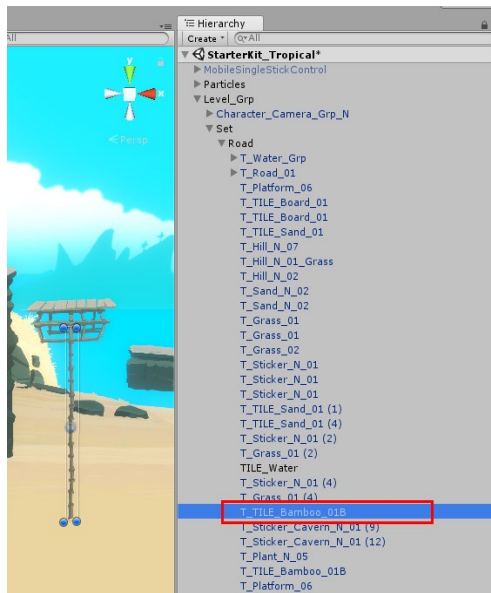 All
y
x
<Persp
Hierarchy
Create
All
StarterKit_Tropical*
MobileSingleStickControl
Particles
Level_Grp
Character_Camera_Grp_N
Set
Road
T_Water_Grp
T_Road_01
T_Platform_06
T_TILE_Board_01
T_TILE_Board_01
T_TILE_Sand_01
T_Hill_N_07
T_Hill_N_01_Grass
T_Hill_N_02
T_Sand_N_02
T_Sand_N_02
T_Grass_01
T_Grass_01
T_Grass_02
T_Sticker_N_01
T_Sticker_N_01
T_Sticker_N_01
T_TILE_Sand_01 (1)
T_TILE_Sand_01 (4)
T_Sticker_N_01 (2)
T_Grass_01 (2)
TILE_Water
T_Sticker_N_01 (4)
T_Grass_01 (4)
T_TILE_Bamboo_01B
T_Sticker_Cavern_N_01 (9)
T_Sticker_Cavern_N_01 (12)
T_Plant_N_05
T_TILE_Bamboo_01B
T_Platform_06